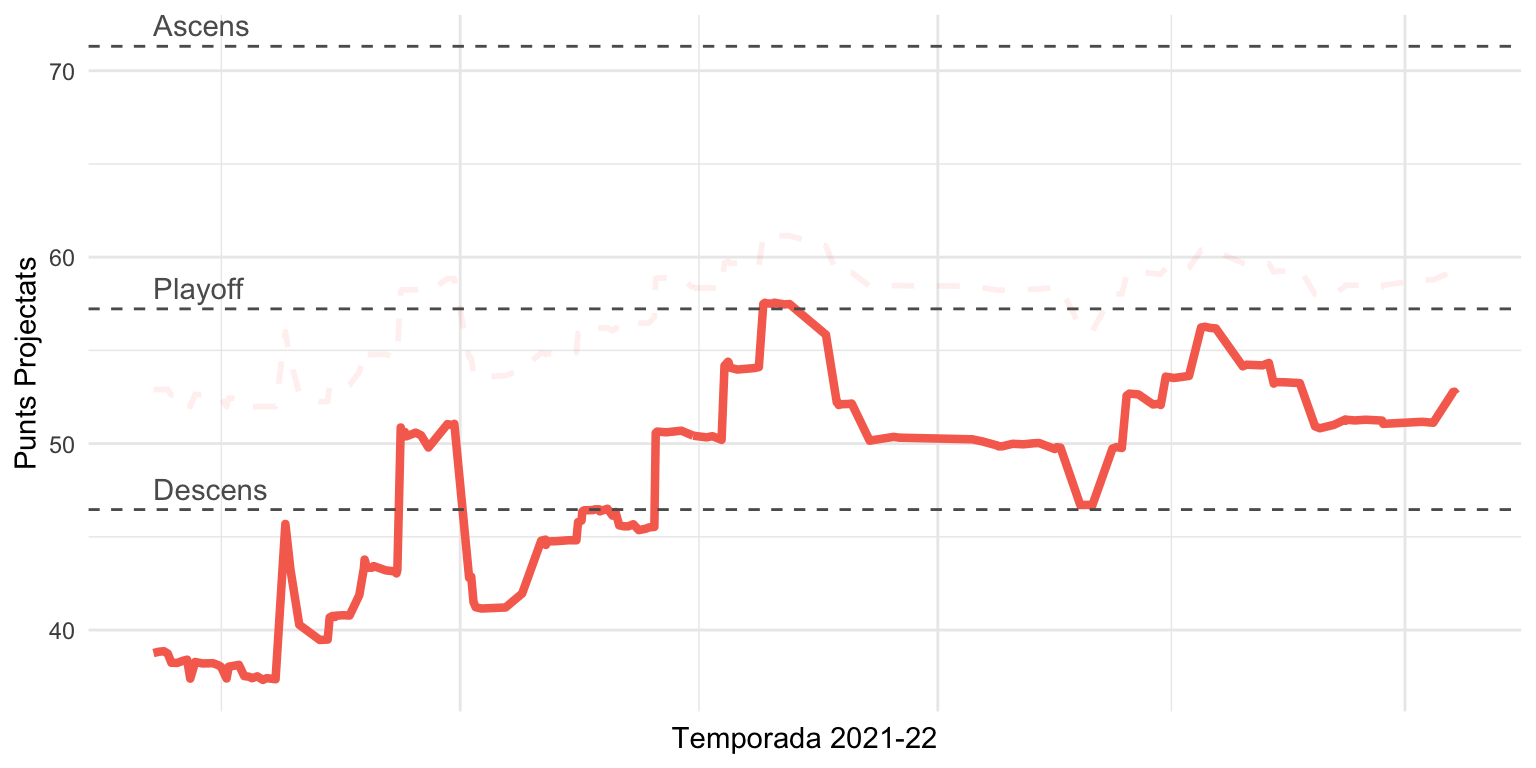 Ascens
70
60
Playoff
Punts Projectats
50
Descens
40
Temporada 2021-22